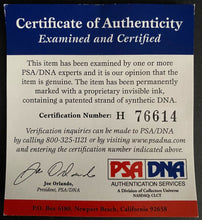 Certificate of Authenticity
Examined and Certified
This item has been examined by one or more
PSA/DNA experts and it is our opinion that the
item is genuine. The item has been permanently
marked with a proprietary invisible ink,
containing a patented strand of synthetic DNA.
Certification Number: H 76614
Verification inquiries can be made to PSA/DNA
by calling 800-325-1121 or visiting www.psadna.com
Joe Orlando
Joe Orlando,
President, PSA/DNA
PSA DNA
AUTHENTICATION SERVICES
A Division of Collectors Universe
NASDAQ: CLCT
P.O. Box 6180, Newport Beach, California 92658